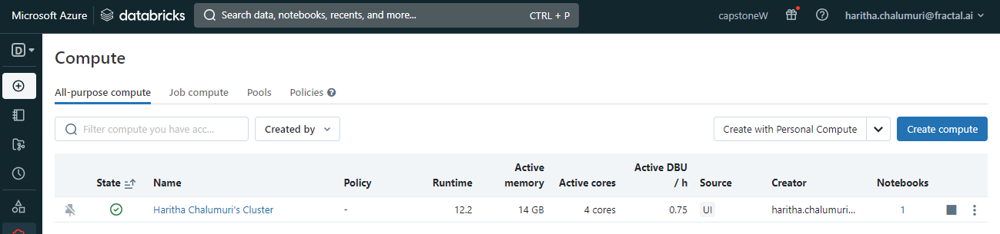 Microsoft Azure databricks Search data, notebooks, recents, and more... CTRL + P capstoneW haritha.chalumuri@fractal.ai
D
Compute
All-purpose compute Job compute Pools Policies ?
Filter compute you have acc... Created by Create with Personal Compute Create compute
State Name Policy Runtime Active memory Active cores Active DBU / h Source Creator Notebooks
Haritha Chalumuri's Cluster - 12.2 14 GB 4 cores 0.75 UI haritha.chalumuri... 1